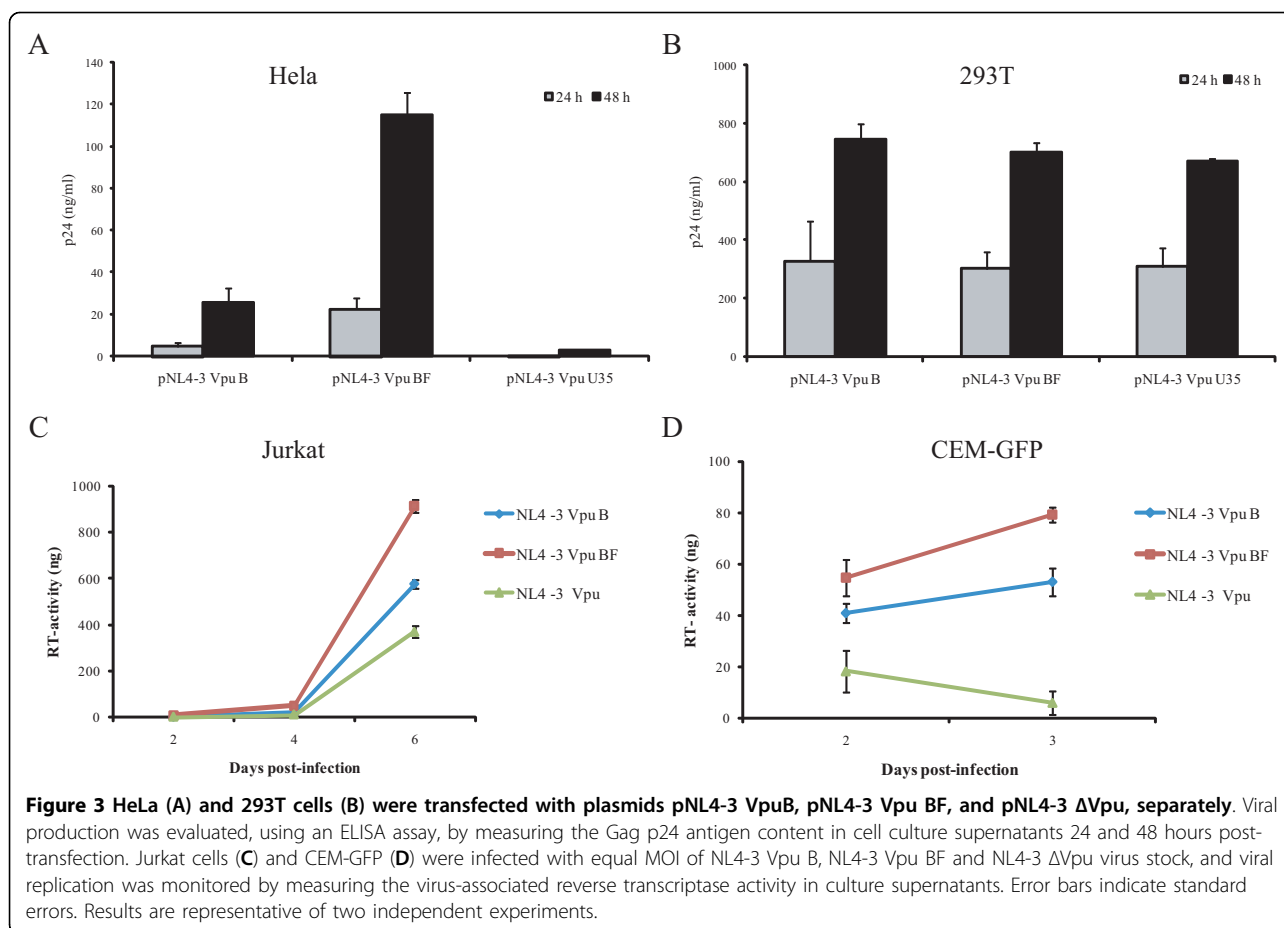 A
Hela
140
120
100
80
60
40
20
0
p24 (ng/ml)
24 h 48 h
pNL4-3 Vpu B pNL4-3 Vpu BF pNL4-3 Vpu U35
B
293T
1000
800
600
400
200
0
p24 (ng/ml)
24 h 48 h
pNL4-3 Vpu B pNL4-3 Vpu BF pNL4-3 Vpu U35
C
Jurkat
1000
800
600
400
200
0
RT-activity (ng)
2 4 6
Days post-infection
NL4 -3 Vpu B
NL4 -3 Vpu BF
NL4 -3 Vpu
D
CEM-GFP
100
80
60
40
20
0
RT- activity (ng)
2 3
Days post-infection
NL4 -3 Vpu B
NL4 -3 Vpu BF
NL4 -3 Vpu
Figure 3 HeLa (A) and 293T cells (B) were transfected with plasmids pNL4-3 VpuB, pNL4-3 Vpu BF, and pNL4-3 ΔVpu, separately. Viral
production was evaluated, using an ELISA assay, by measuring the Gag p24 antigen content in cell culture supernatants 24 and 48 hours post-
transfection. Jurkat cells (C) and CEM-GFP (D) were infected with equal MOI of NL4-3 Vpu B, NL4-3 Vpu BF and NL4-3 ΔVpu virus stock, and viral
replication was monitored by measuring the virus-associated reverse transcriptase activity in culture supernatants. Error bars indicate standard
errors. Results are representative of two independent experiments.